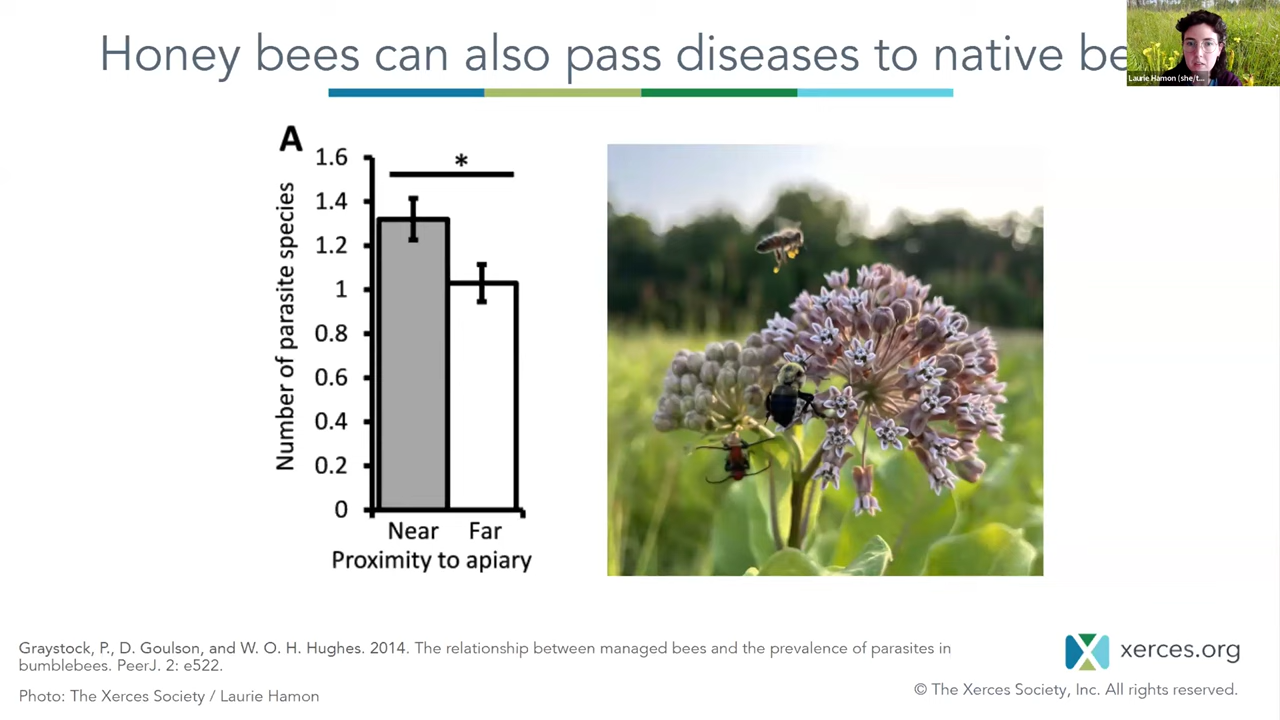 Honey bees can also pass diseases to native be
Laurie Hamon (she/t...
A
*
1.6
1.4
1.2
1
0.8
0.6
0.4
0.2
0
Number of parasite species
Near Far
Proximity to apiary
Graystock, P., D. Goulson, and W. O. H. Hughes. 2014. The relationship between managed bees and the prevalence of parasites in
bumblebees. PeerJ. 2: e522.
Photo: The Xerces Society / Laurie Hamon
xerces.org
© The Xerces Society, Inc. All rights reserved.